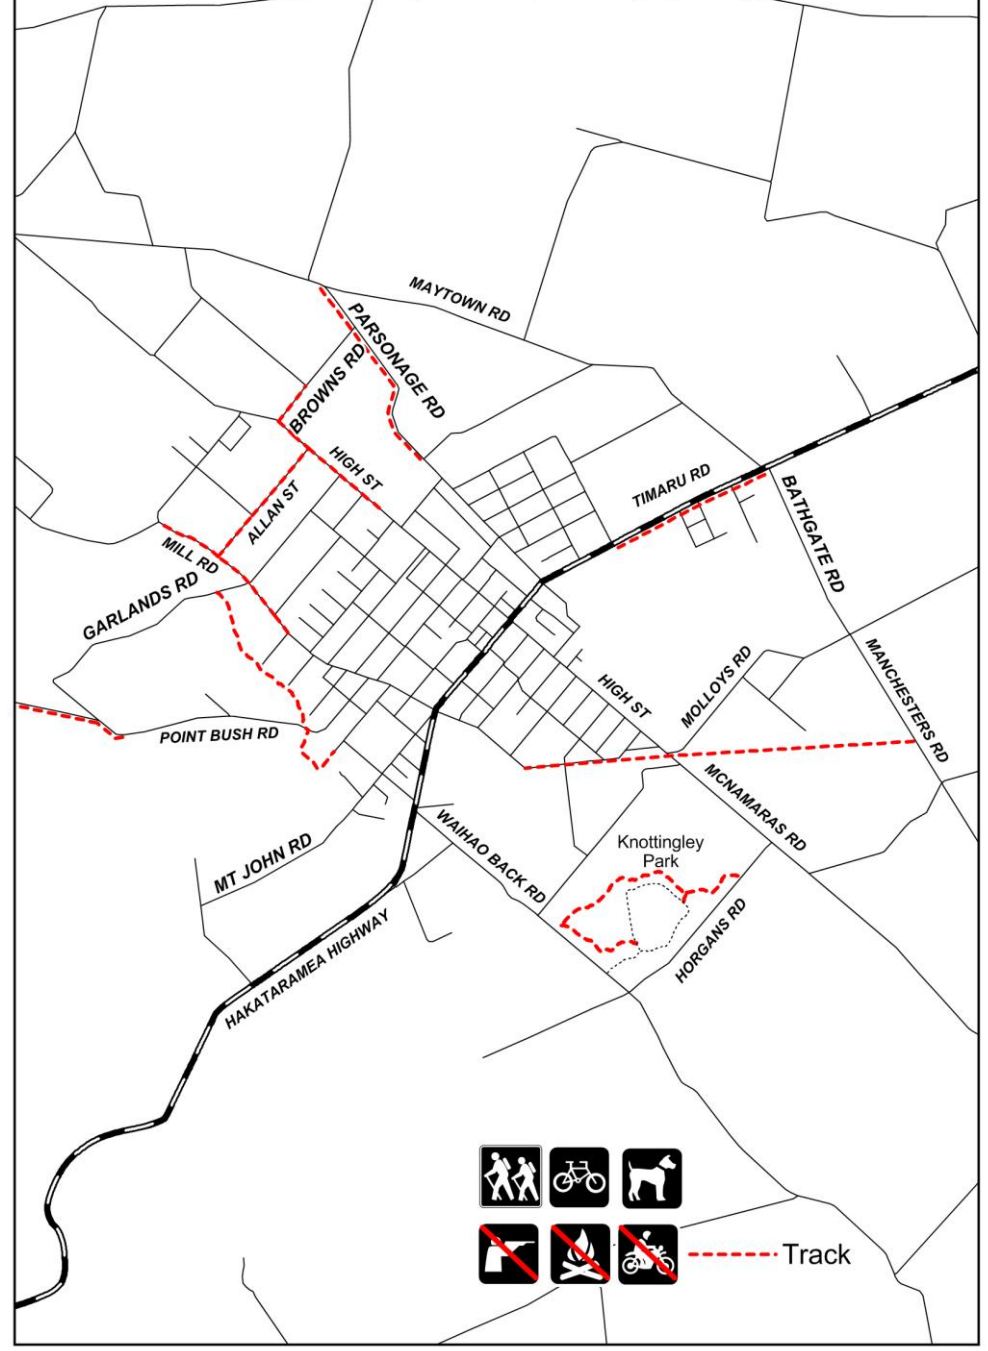 MAYTOWN RD
PARSONAGE RD
BROWNS RD
HIGH ST
TIMARU RD
ALLAN ST
BATHGATE RD
MILL RD
GARLANDS RD
MANCHESTERS RD
MOLLOYS RD
HIGH ST
POINT BUSH RD
MCNAMARAS RD
WAIHAO BACK RD
Knottingley
Park
MT JOHN RD
HORGANS RD
HAKATARAMEA HIGHWAY
Track